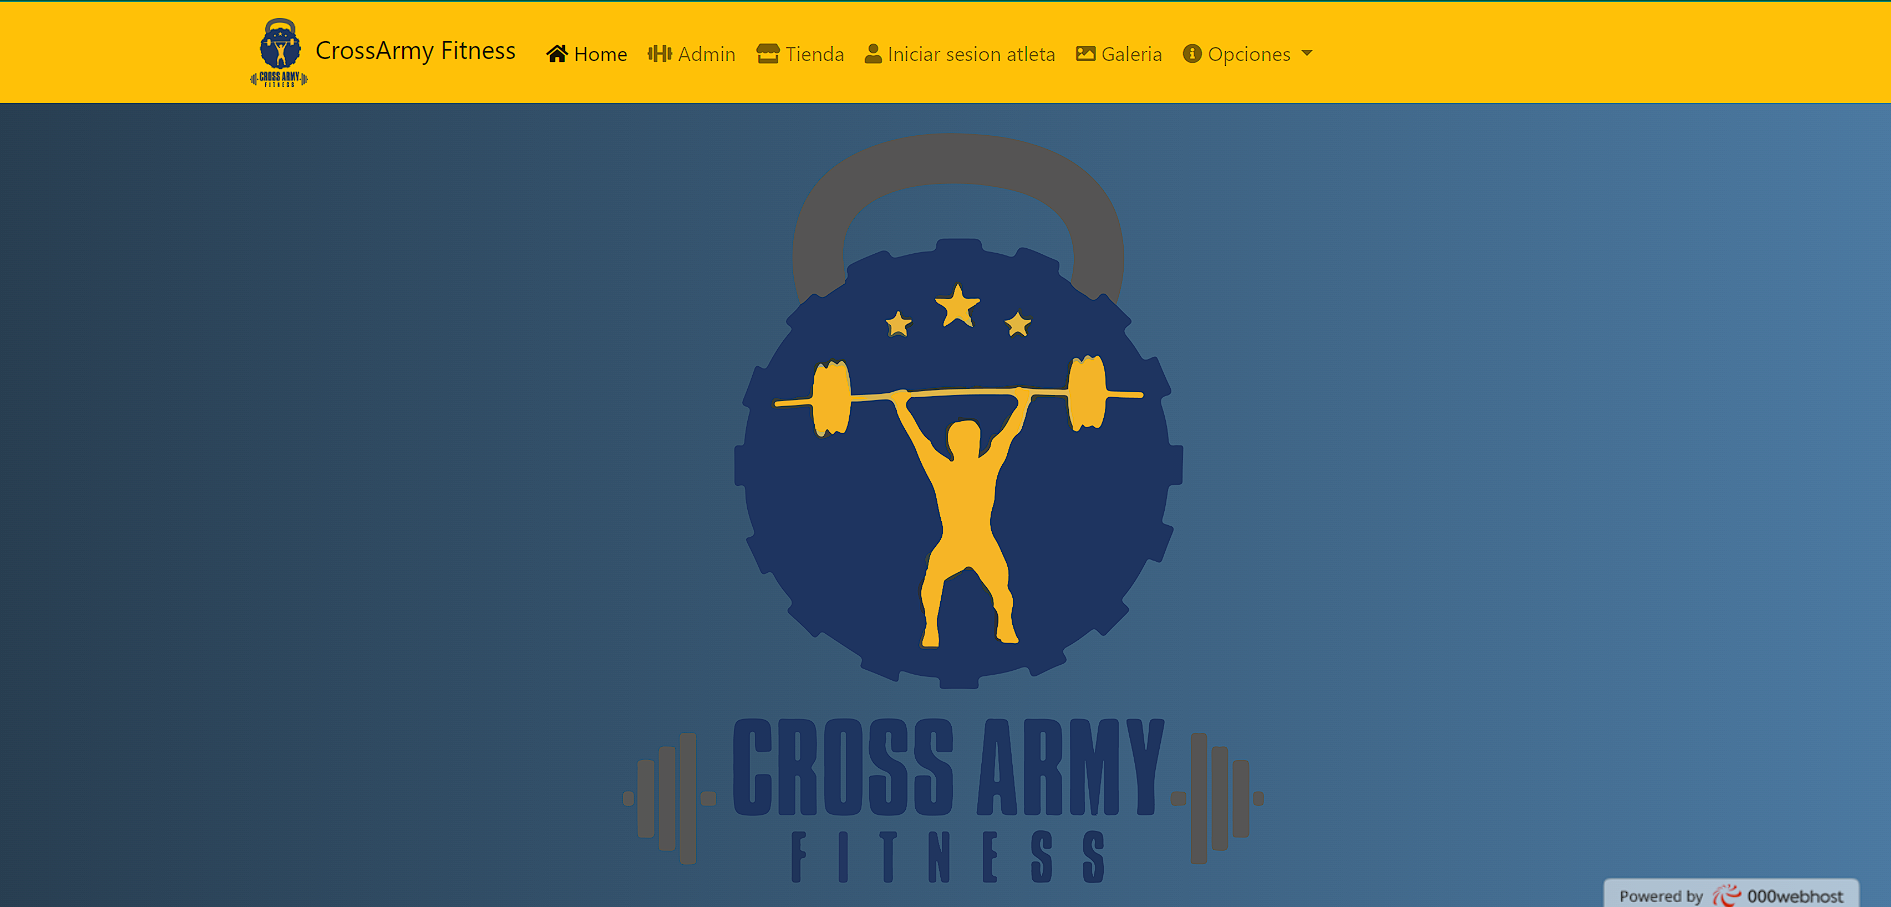 CrossArmy Fitness Home Admin Tienda Iniciar sesion atleta Galeria Opciones
CROSS ARMY
FITNESS
CROSS ARMY
FITNESS
Powered by 000webhost